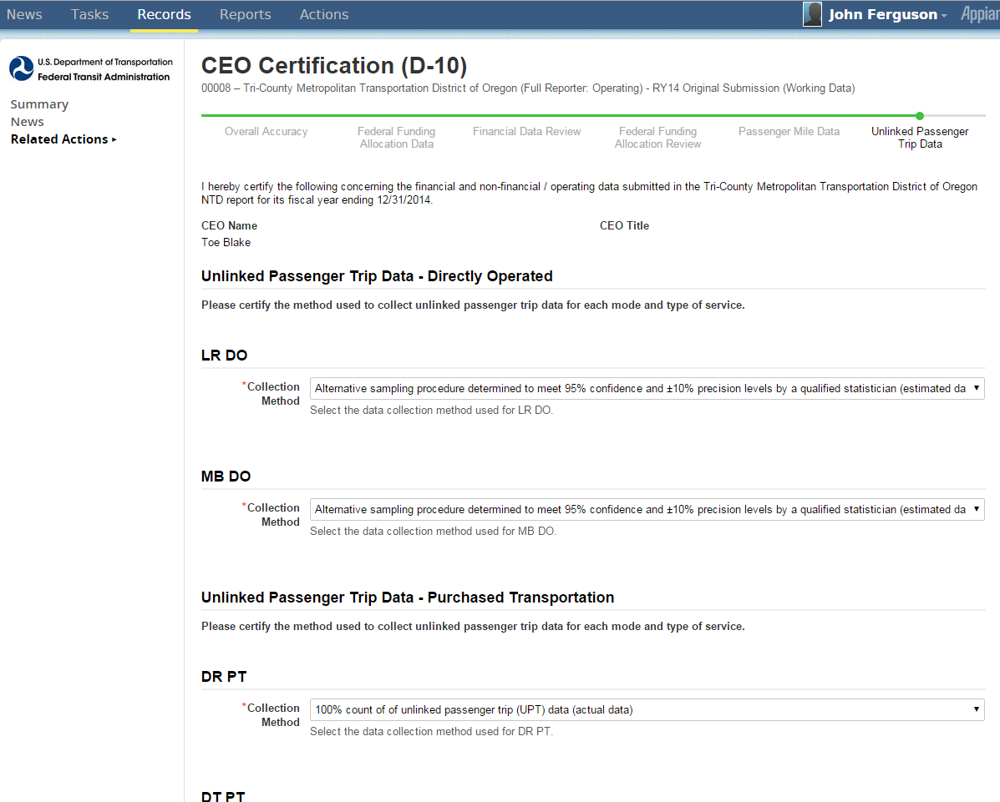 News Tasks Records Reports Actions John Ferguson
U.S. Department of Transportation
Federal Transit Administration
Summary
News
Related Actions ▸
CEO Certification (D-10)
00008 – Tri-County Metropolitan Transportation District of Oregon (Full Reporter: Operating) - RY14 Original Submission (Working Data)
Overall Accuracy
Federal Funding
Allocation Data
Financial Data Review
Federal Funding
Allocation Review
Passenger Mile Data
Unlinked Passenger
Trip Data
I hereby certify the following concerning the financial and non-financial / operating data submitted in the Tri-County Metropolitan Transportation District of Oregon
NTD report for its fiscal year ending 12/31/2014.
CEO Name CEO Title
Toe Blake
Unlinked Passenger Trip Data - Directly Operated
Please certify the method used to collect unlinked passenger trip data for each mode and type of service.
LR DO
*Collection
Method
Alternative sampling procedure determined to meet 95% confidence and ±10% precision levels by a qualified statistician (estimated da
Select the data collection method used for LR DO.
MB DO
*Collection
Method
Alternative sampling procedure determined to meet 95% confidence and ±10% precision levels by a qualified statistician (estimated da
Select the data collection method used for MB DO.
Unlinked Passenger Trip Data - Purchased Transportation
Please certify the method used to collect unlinked passenger trip data for each mode and type of service.
DR PT
*Collection
Method
100% count of of unlinked passenger trip (UPT) data (actual data)
Select the data collection method used for DR PT.
DT PT